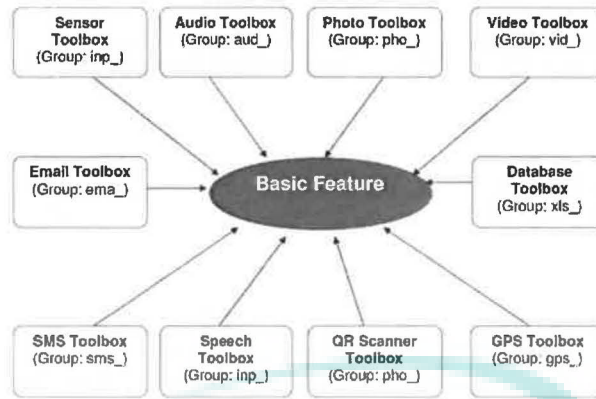 Sensor
Toolbox
(Group: inp_)
Audio Toolbox
(Group: aud_)
Photo Toolbox
(Group: pho_)
Video Toolbox
(Group: vid_)
Email Toolbox
(Group: ema_)
Basic Feature
Database
Toolbox
(Group: xls_)
SMS Toolbox
(Group: sms_)
Speech
Toolbox
(Group: inp_)
QR Scanner
Toolbox
(Group: pho_)
GPS Toolbox
(Group: gps_)